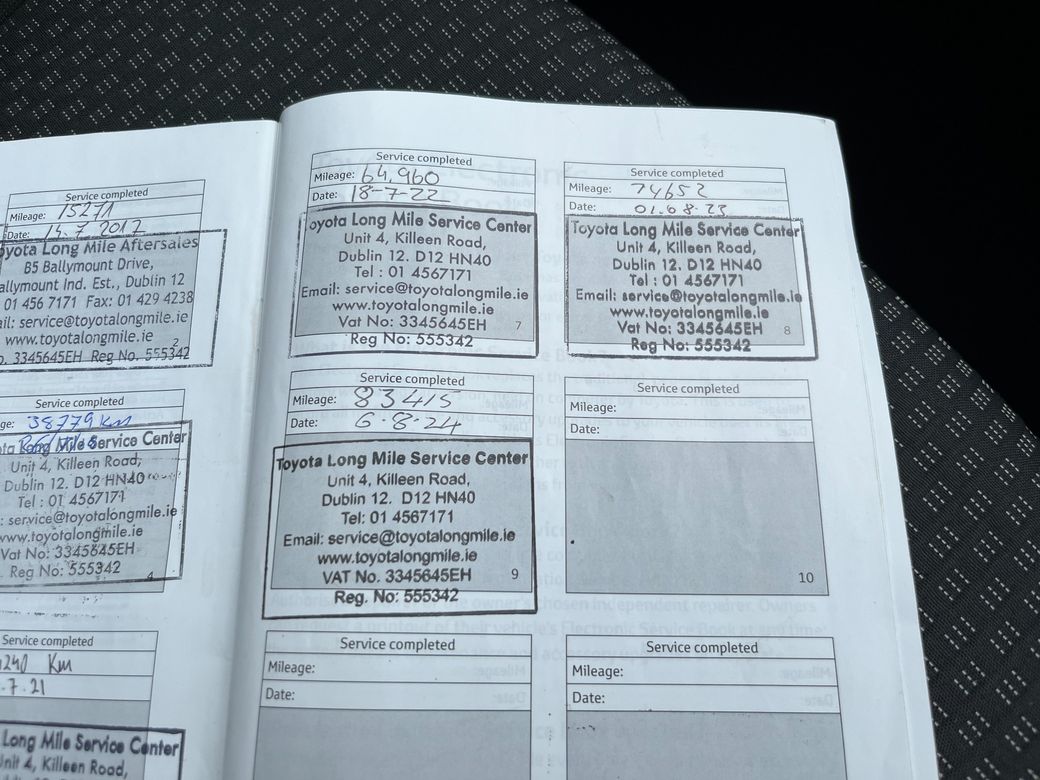 Service completed
Mileage: 15271
Date: 14.7 2017
Toyota Long Mile Aftersales
B5 Ballymount Drive,
Ballymount Ind. Est., Dublin 12
01 456 7171 Fax: 01 429 4238
ail: service@toyotalongmile.ie
www.toyotalongmile.ie
2
o. 3345645EH Reg No. 555342
Service completed
ge: 38779 KM
ta Long Mile Service Center
Unit 4, Killeen Road,
Dublin 12. D12 HN40
Tel : 01 4567171
: service@toyotalongmile.ie
www.toyotalongmile.ie
Vat No: 3345645EH
Reg No: 555342
4
Service completed
240 KM
.7.21
Long Mile Service Center
Unit 4, Killeen Road,
Service completed
Mileage: 64,960
Date: 18-7-22
Toyota Long Mile Service Center
Unit 4, Killeen Road,
Dublin 12. D12 HN40
Tel : 01 4567171
Email: service@toyotalongmile.ie
www.toyotalongmile.ie
Vat No: 3345645EH 7
Reg No: 555342
Service completed
Mileage: 74652
Date: 01.08.23
Toyota Long Mile Service Center
Unit 4, Killeen Road,
Dublin 12. D12 HN40
Tel : 01 4567171
Email: service@toyotalongmile.ie
www.toyotalongmile.ie
Vat No: 3345645EH 8
Reg No: 555342
Service completed
Mileage: 83415
Date: 6.8.24
Toyota Long Mile Service Center
Unit 4, Killeen Road,
Dublin 12. D12 HN40
Tel: 01 4567171
Email: service@toyotalongmile.ie
www.toyotalongmile.ie
VAT No. 3345645EH 9
Reg. No: 555342
Service completed
Mileage:
Date:
10
Service completed
Mileage:
Date:
Service completed
Mileage:
Date: